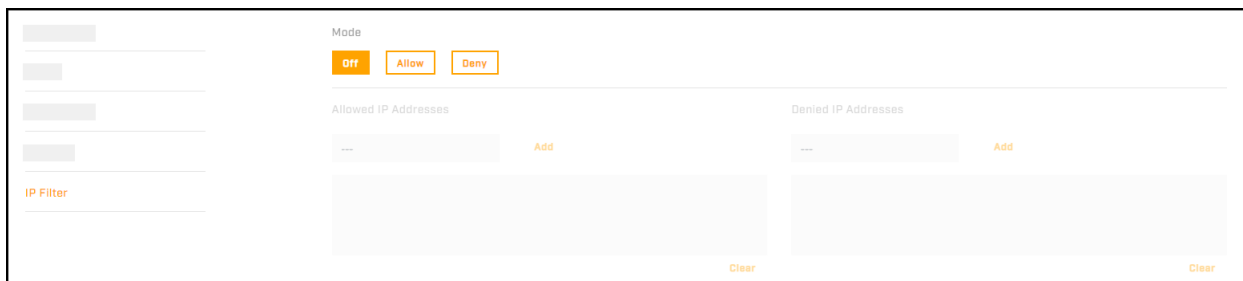 Mode
Off Allow Deny
Allowed IP Addresses Denied IP Addresses
--- Add --- Add
IP Filter
Clear Clear